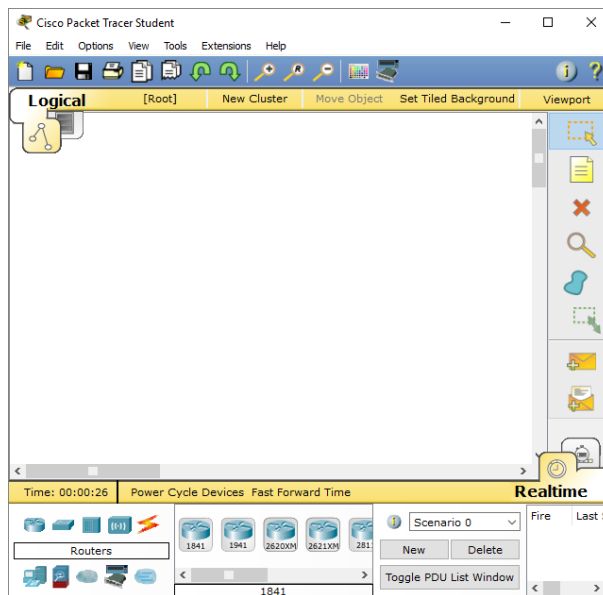 Cisco Packet Tracer Student
File Edit Options View Tools Extensions Help
Logical [Root] New Cluster Move Object Set Tiled Background Viewport
Time: 00:00:26 Power Cycle Devices Fast Forward Time Realtime
Routers
1841 1941 2620XM 2621XM 281
1841
Scenario 0
New Delete
Toggle PDU List Window
Fire Last